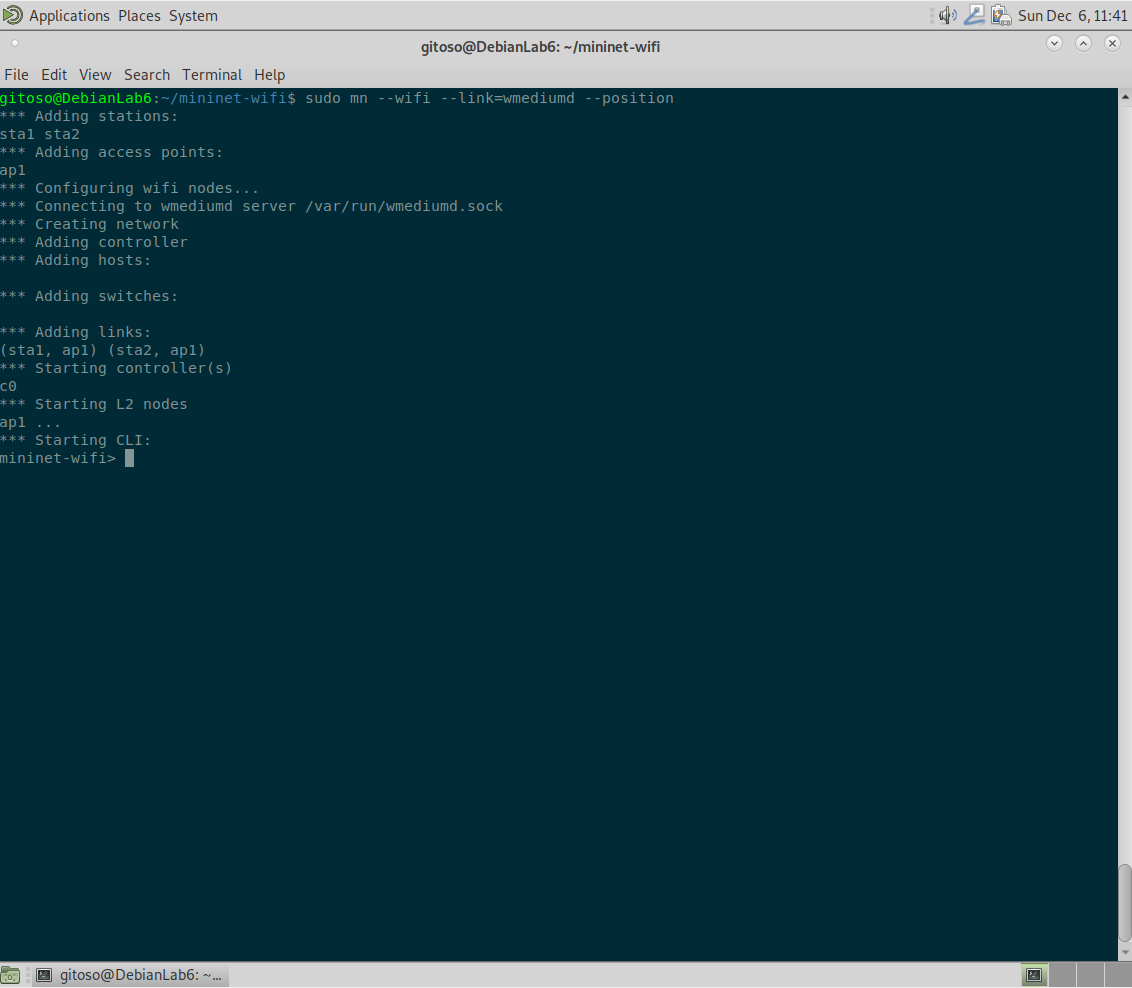 Applications Places System Sun Dec 6, 11:41
gitoso@DebianLab6: ~/mininet-wifi
File Edit View Search Terminal Help
gitoso@DebianLab6:~/mininet-wifi$ sudo mn --wifi --link=wmediumd --position
*** Adding stations:
sta1 sta2
*** Adding access points:
ap1
*** Configuring wifi nodes...
*** Connecting to wmediumd server /var/run/wmediumd.sock
*** Creating network
*** Adding controller
*** Adding hosts:
*** Adding switches:
*** Adding links:
(sta1, ap1) (sta2, ap1)
*** Starting controller(s)
c0
*** Starting L2 nodes
ap1 ...
*** Starting CLI:
mininet-wifi>
gitoso@DebianLab6: ~...